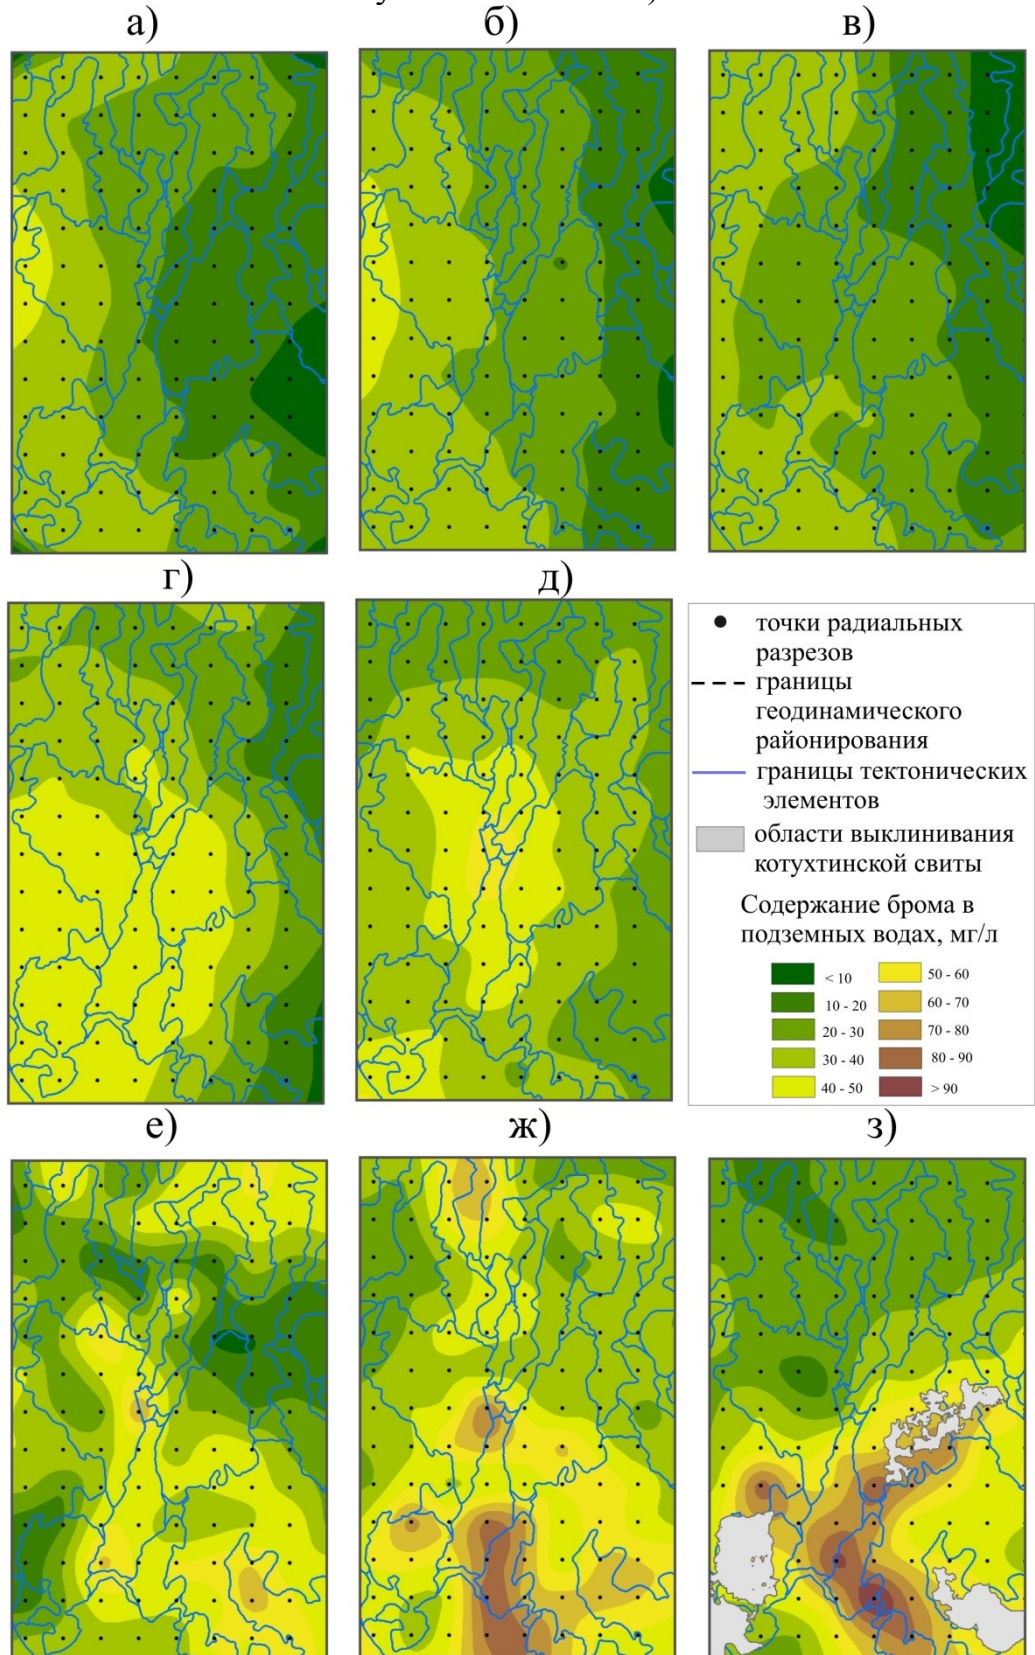 а)
б)
в)
г)
д)
точки радиальных
разрезов
границы
геодинамического
районирования
границы тектонических
элементов
области выклинивания
котухтинской свиты
Содержание брома в
подземных водах, мг/л
< 10
50 - 60
10 - 20
60 - 70
20 - 30
70 - 80
30 - 40
80 - 90
40 - 50
> 90
е)
ж)
з)